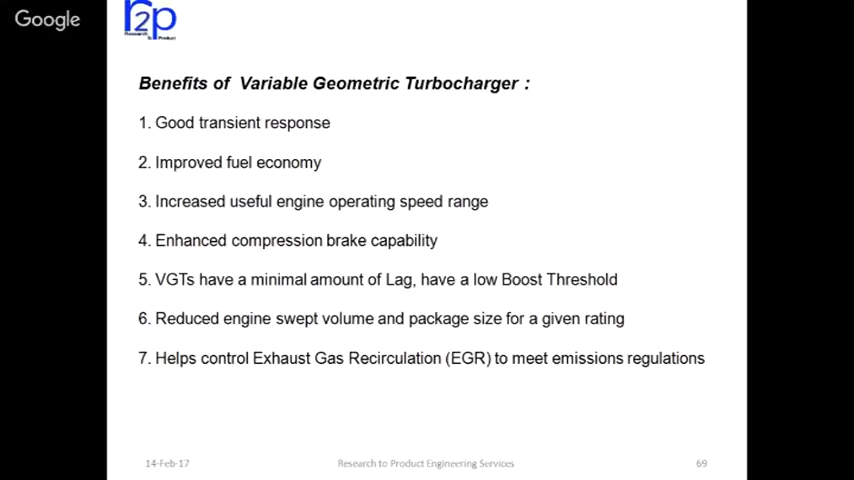 Google
r2p
Research
to Product
Benefits of Variable Geometric Turbocharger :
1. Good transient response
2. Improved fuel economy
3. Increased useful engine operating speed range
4. Enhanced compression brake capability
5. VGTs have a minimal amount of Lag, have a low Boost Threshold
6. Reduced engine swept volume and package size for a given rating
7. Helps control Exhaust Gas Recirculation (EGR) to meet emissions regulations
14-Feb-17
Research to Product Engineering Services
69